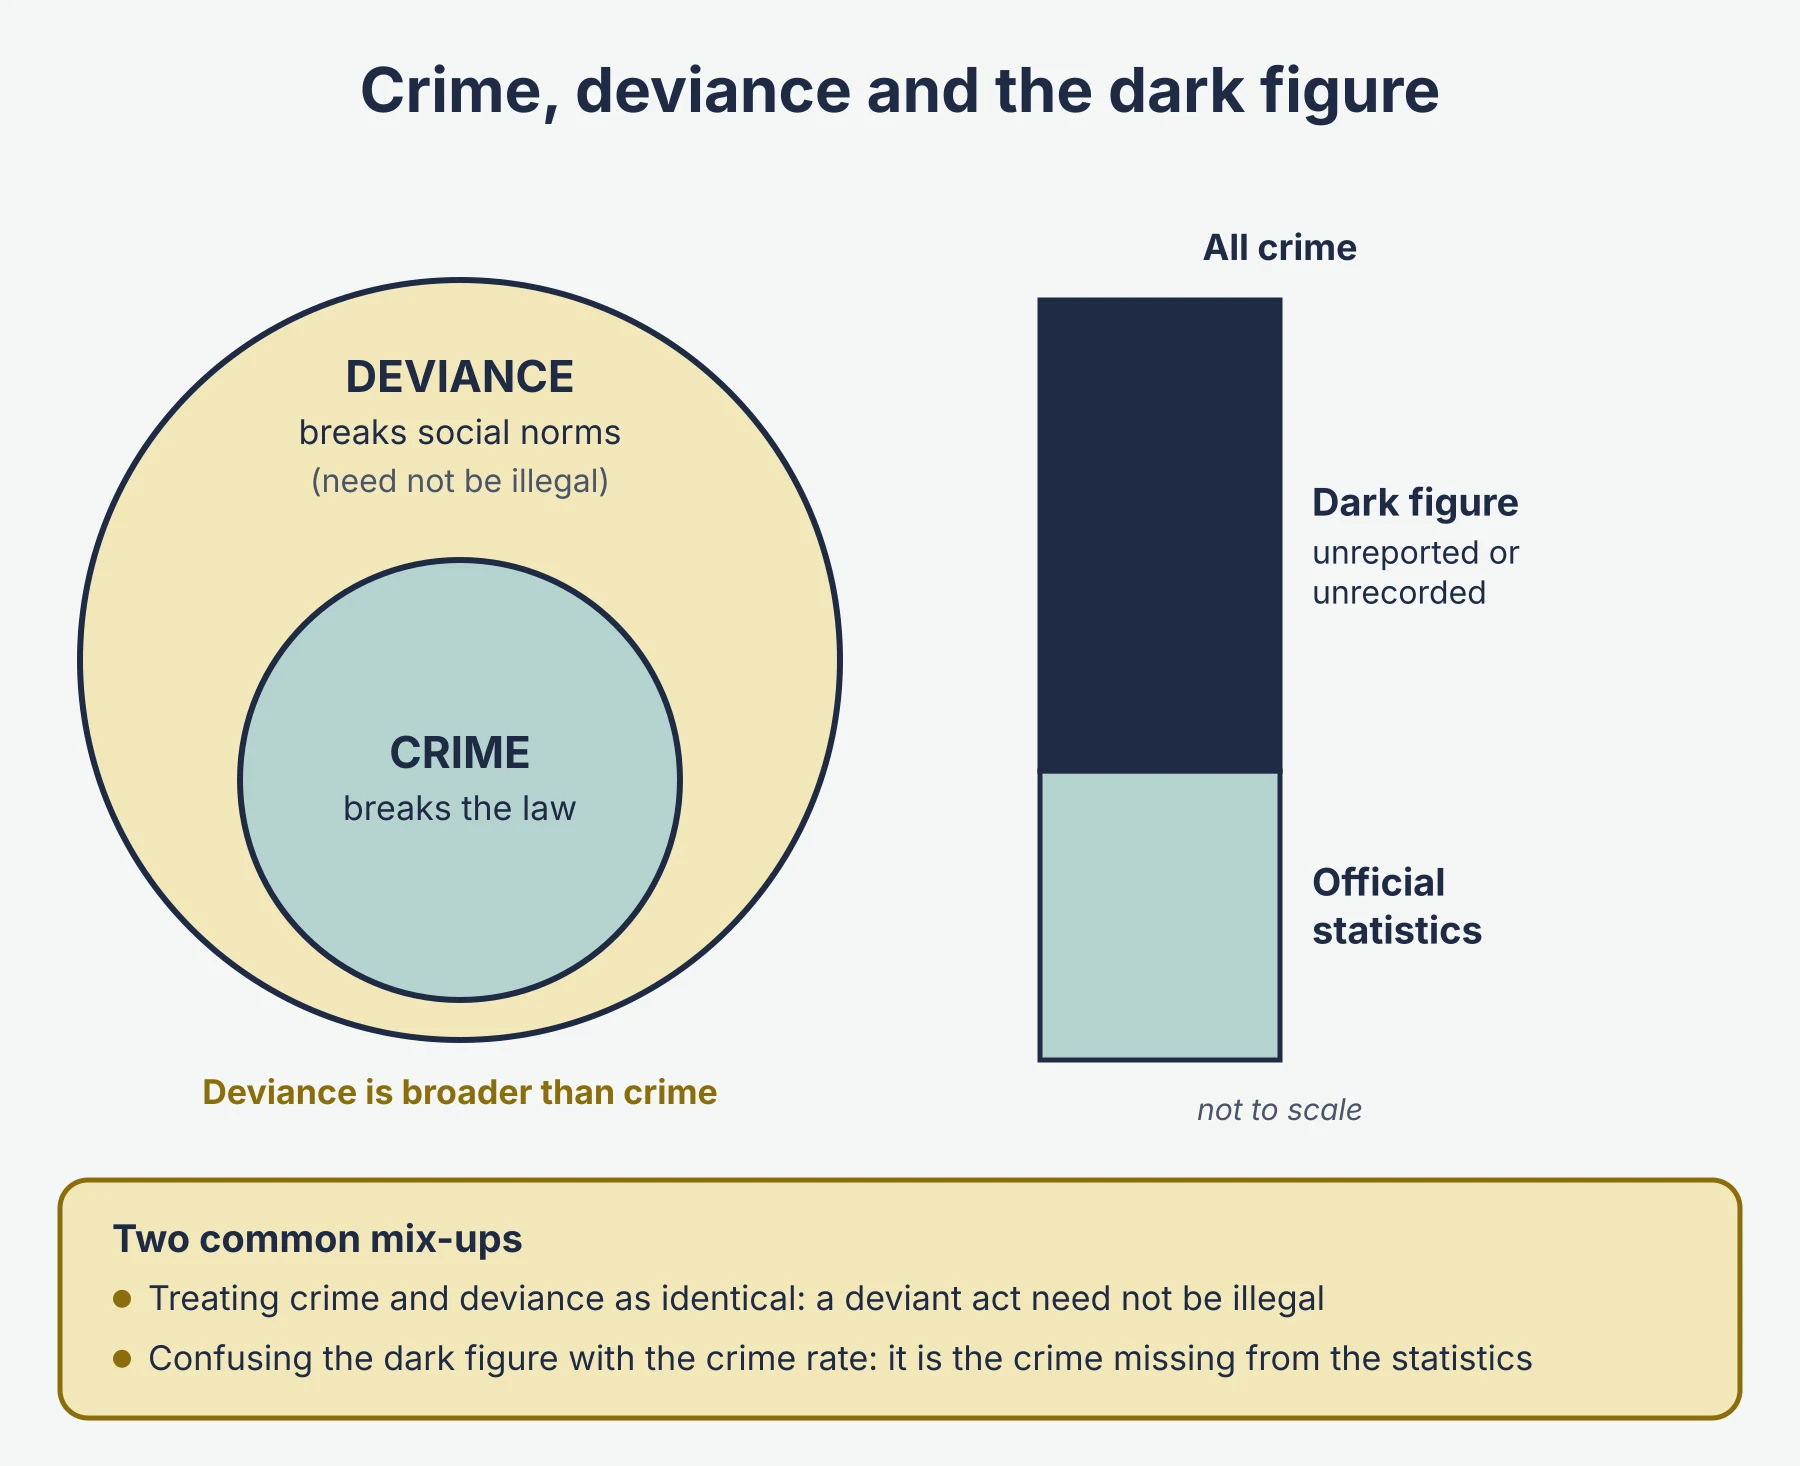 Crime, deviance and the dark figure
DEVIANCE
breaks social norms
(need not be illegal)
CRIME
breaks the law
Deviance is broader than crime
All crime
Dark figure
unreported or
unrecorded
Official
statistics
not to scale
Two common mix-ups
Treating crime and deviance as identical: a deviant act need not be illegal
Confusing the dark figure with the crime rate: it is the crime missing from the statistics